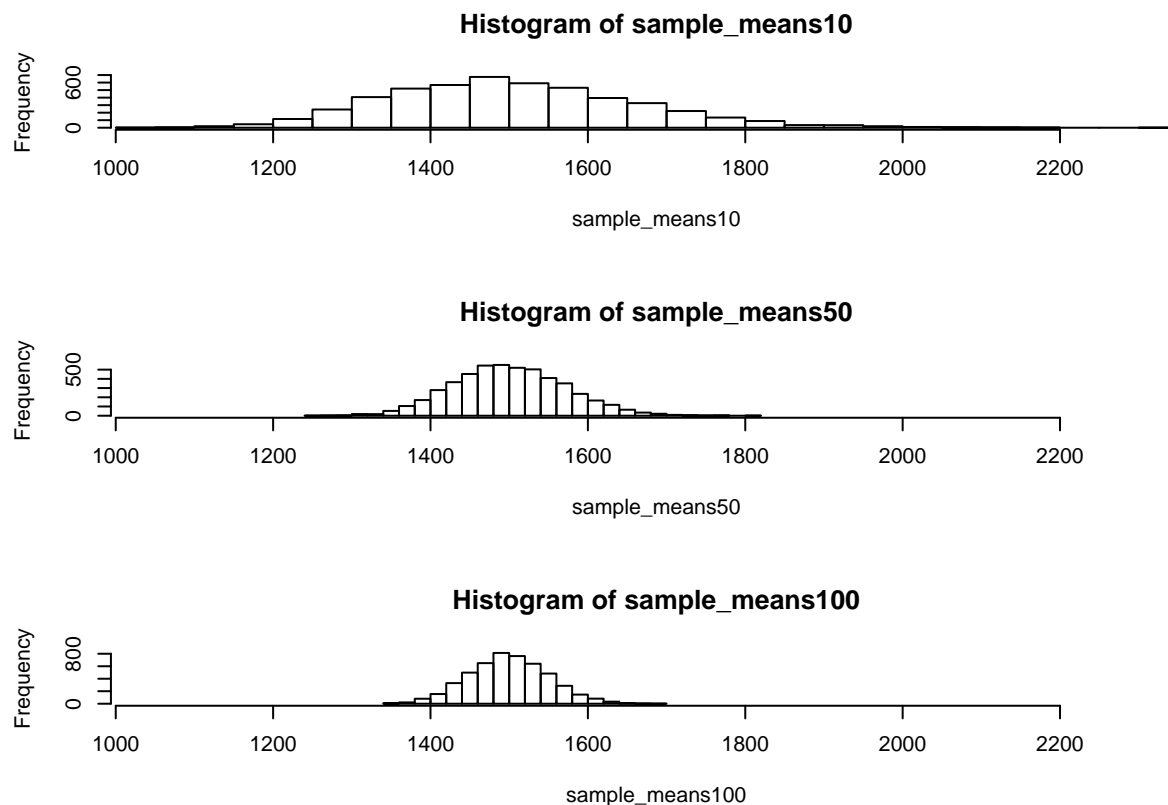 Histogram of sample_means10
Frequency
0 600
1000 1200 1400 1600 1800 2000 2200
sample_means10
Histogram of sample_means50
Frequency
0 500
1000 1200 1400 1600 1800 2000 2200
sample_means50
Histogram of sample_means100
Frequency
0 800
1000 1200 1400 1600 1800 2000 2200
sample_means100